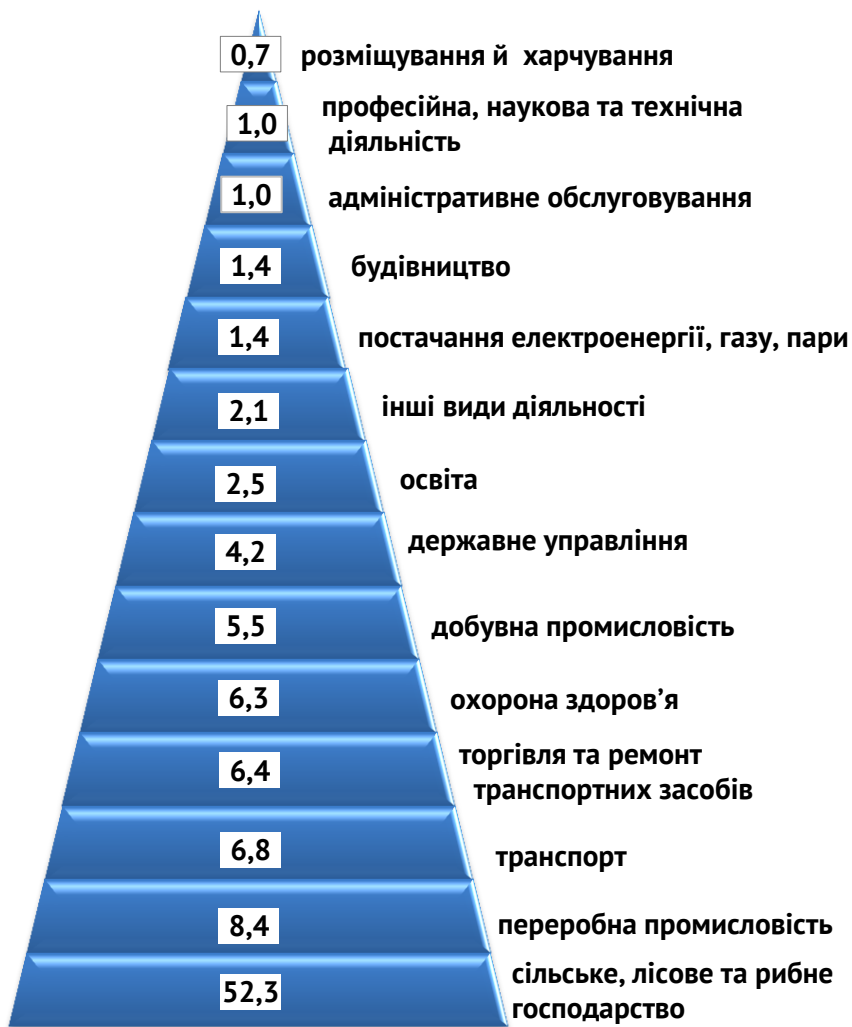 0,7 розміщування й харчування
1,0 професійна, наукова та технічна
діяльність
1,0 адміністративне обслуговування
1,4 будівництво
1,4 постачання електроенергії, газу, пари
2,1 інші види діяльності
2,5 освіта
4,2 державне управління
5,5 добувна промисловість
6,3 охорона здоров’я
6,4 торгівля та ремонт
транспортних засобів
6,8 транспорт
8,4 переробна промисловість
52,3 сільське, лісове та рибне
господарство